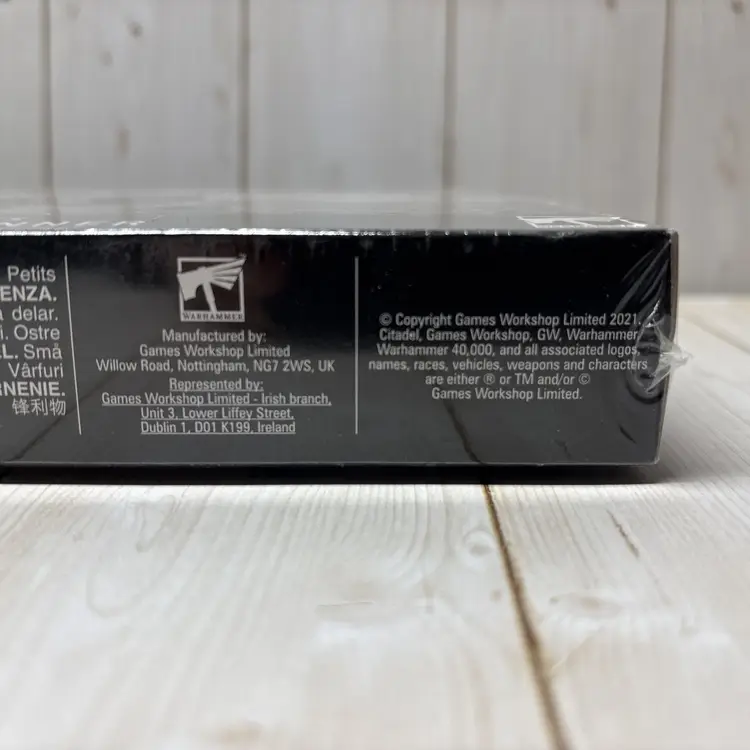 NNER
Petits
ENZA.
a delar.
i. Ostre
EL. Små
Vârfuri
RNENIE.
锋利物
WARHAMMER
Manufactured by:
Games Workshop Limited
Willow Road, Nottingham, NG7 2WS, UK
Represented by:
Games Workshop Limited - Irish branch,
Unit 3, Lower Liffey Street,
Dublin 1, D01 K199, Ireland
© Copyright Games Workshop Limited 2021.
Citadel, Games Workshop, GW, Warhammer,
Warhammer 40,000, and all associated logos,
names, races, vehicles, weapons and characters
are either ® or TM and/or ©
Games Workshop Limited.